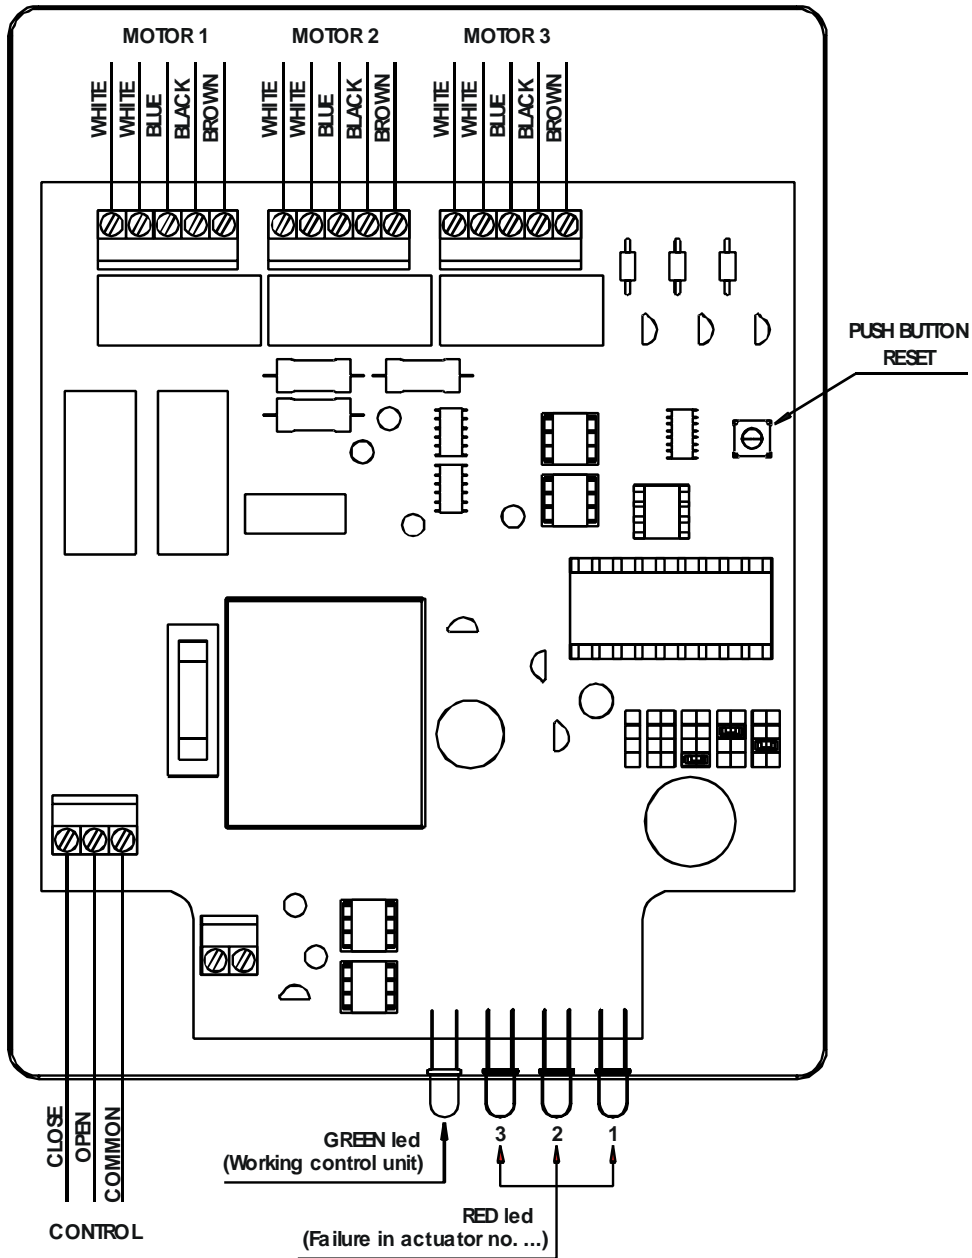 MOTOR 1
MOTOR 2
MOTOR 3
WHITE
WHITE
BLUE
BLACK
BROWN
WHITE
WHITE
BLUE
BLACK
BROWN
WHITE
WHITE
BLUE
BLACK
BROWN
PUSH BUTTON
RESET
CLOSE
OPEN
COMMON
CONTROL
GREEN led
(Working control unit)
3
2
1
RED led
(Failure in actuator no. ...)